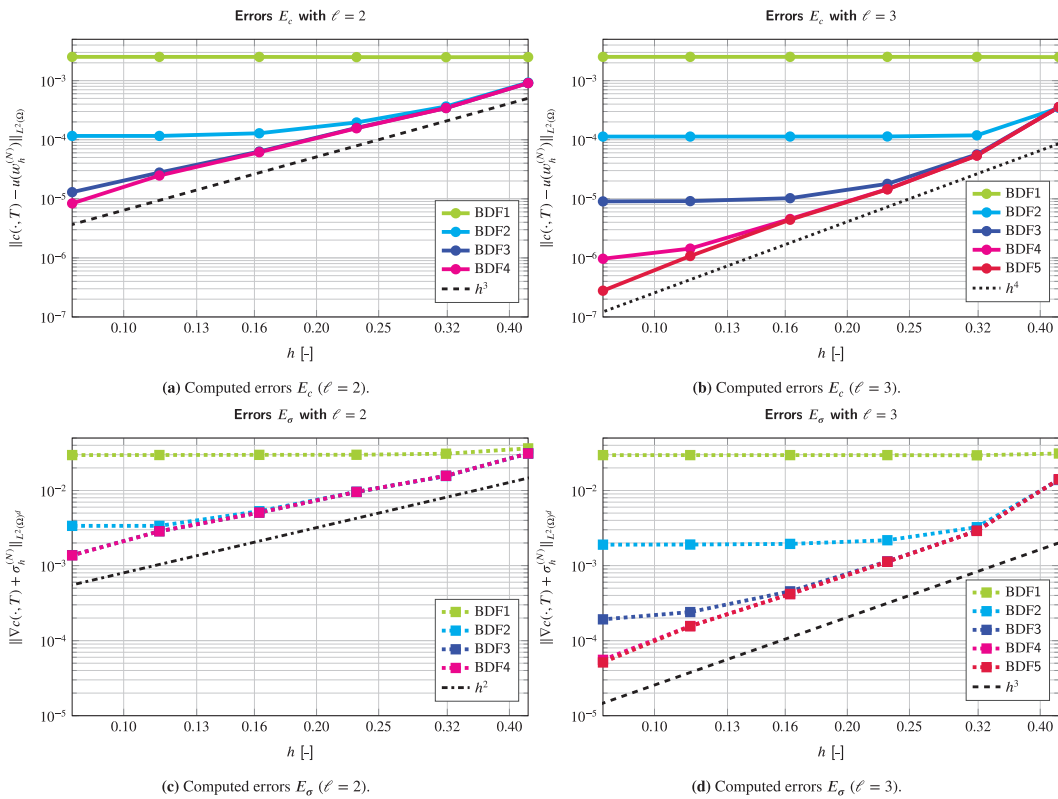 Errors E_c with ℓ = 2
‖c(·, T) − u(w_h^{(N)})‖_{L²(Ω)}
10⁻³
10⁻⁴
10⁻⁵
10⁻⁶
10⁻⁷
BDF1
BDF2
BDF3
BDF4
h³
0.10 0.13 0.16 0.20 0.25 0.32 0.40
h [-]
(a) Computed errors E_c (ℓ = 2).
Errors E_c with ℓ = 3
‖c(·, T) − u(w_h^{(N)})‖_{L²(Ω)}
10⁻³
10⁻⁴
10⁻⁵
10⁻⁶
10⁻⁷
BDF1
BDF2
BDF3
BDF4
BDF5
h⁴
0.10 0.13 0.16 0.20 0.25 0.32 0.40
h [-]
(b) Computed errors E_c (ℓ = 3).
Errors E_σ with ℓ = 2
‖∇c(·, T) + σ_h^{(N)}‖_{L²(Ω)^d}
10⁻²
10⁻³
10⁻⁴
10⁻⁵
BDF1
BDF2
BDF3
BDF4
h²
0.10 0.13 0.16 0.20 0.25 0.32 0.40
h [-]
(c) Computed errors E_σ (ℓ = 2).
Errors E_σ with ℓ = 3
‖∇c(·, T) + σ_h^{(N)}‖_{L²(Ω)^d}
10⁻²
10⁻³
10⁻⁴
10⁻⁵
BDF1
BDF2
BDF3
BDF4
BDF5
h³
0.10 0.13 0.16 0.20 0.25 0.32 0.40
h [-]
(d) Computed errors E_σ (ℓ = 3).